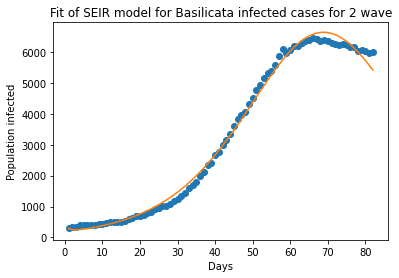 Fit of SEIR model for Basilicata infected cases for 2 wave
6000
5000
4000
3000
2000
1000
0
Population infected
0 10 20 30 40 50 60 70 80
Days